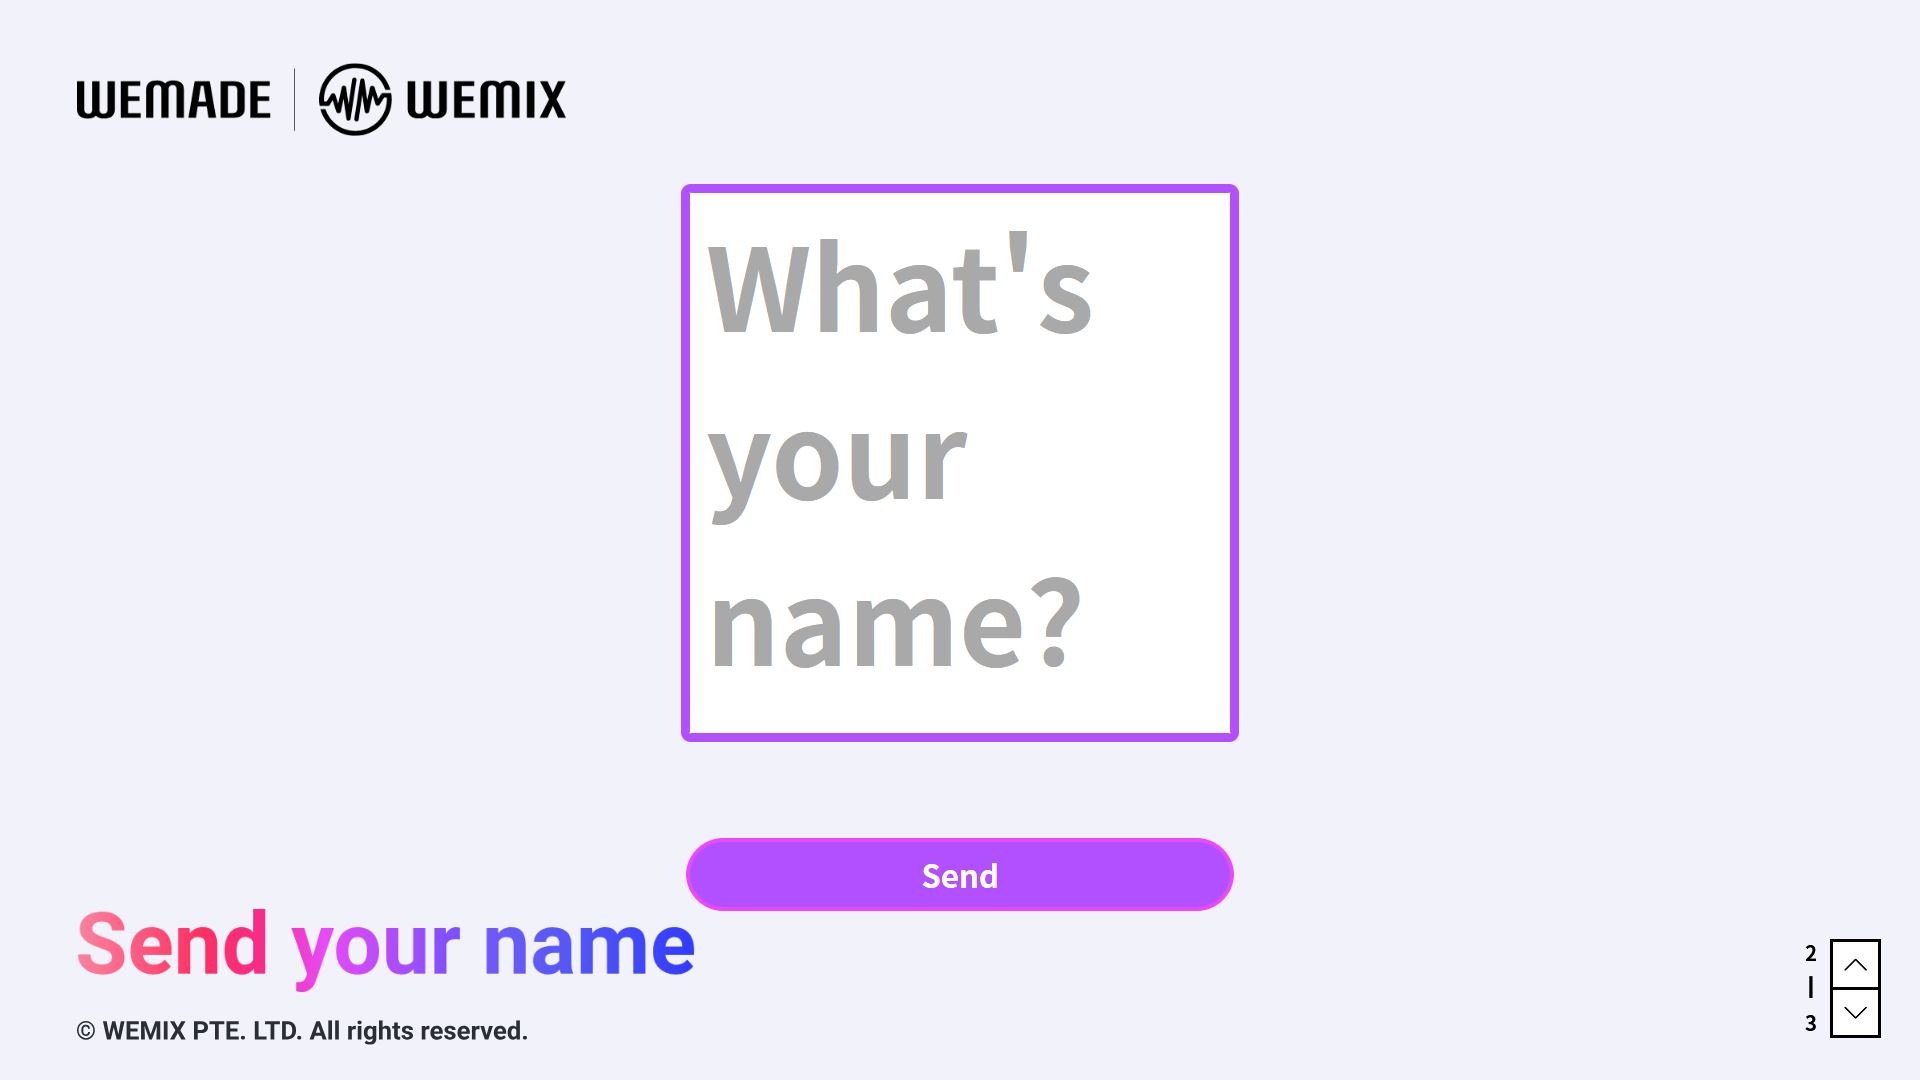 WEMADE | WEMIX
What's
your
name?
Send
Send your name
© WEMIX PTE. LTD. All rights reserved.
2
|
3